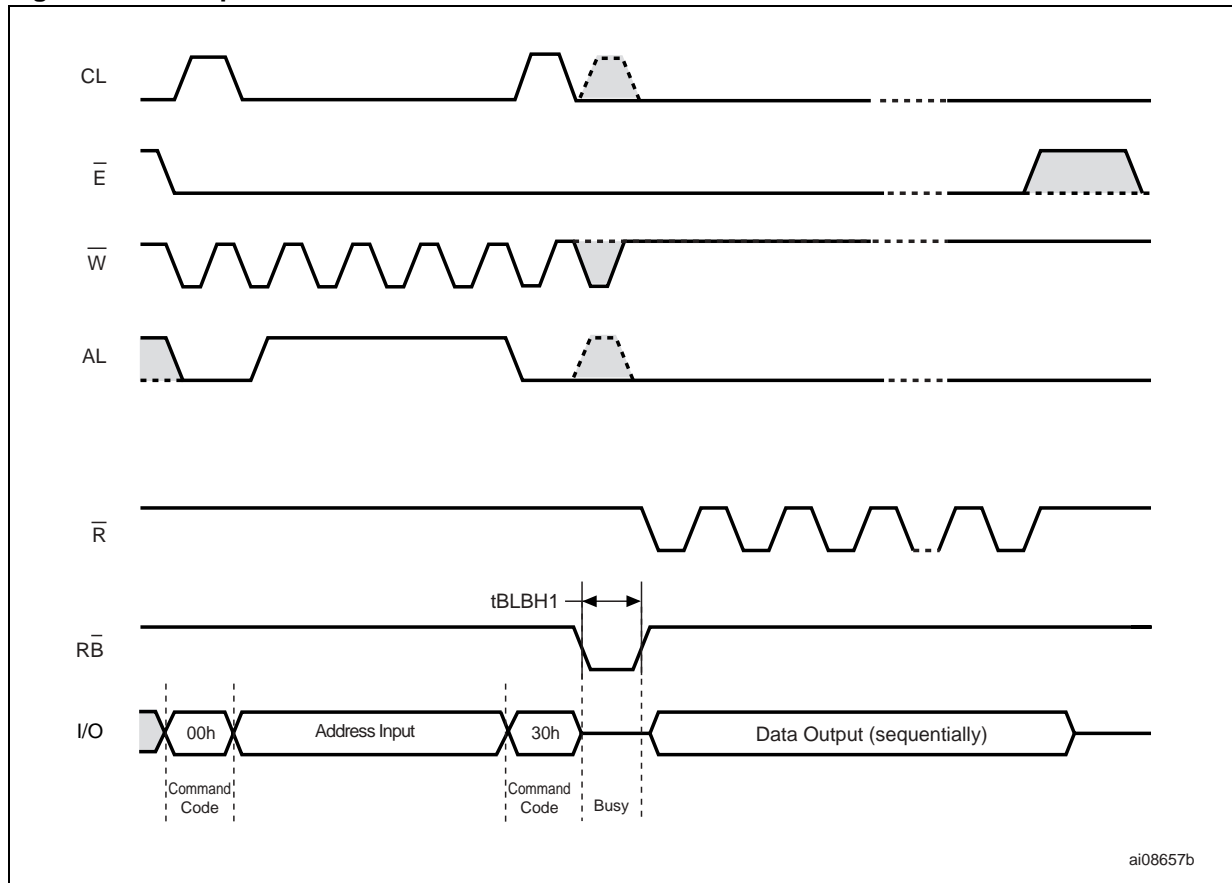 CL
E̅
W̅
AL
R̅
tBLBH1
RB̅
I/O
00h
Address Input
30h
Data Output (sequentially)
Command
Code
Command
Code
Busy
ai08657b